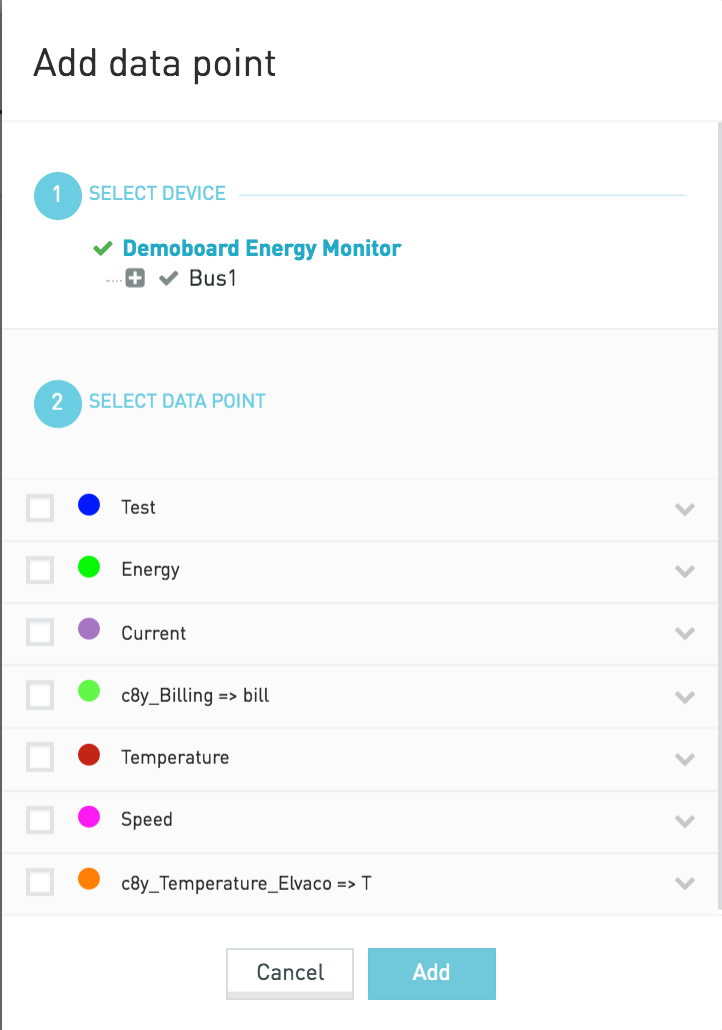 Add data point
1 SELECT DEVICE
Demoboard Energy Monitor
Bus1
2 SELECT DATA POINT
Test
Energy
Current
c8y_Billing => bill
Temperature
Speed
c8y_Temperature_Elvaco => T
Cancel Add